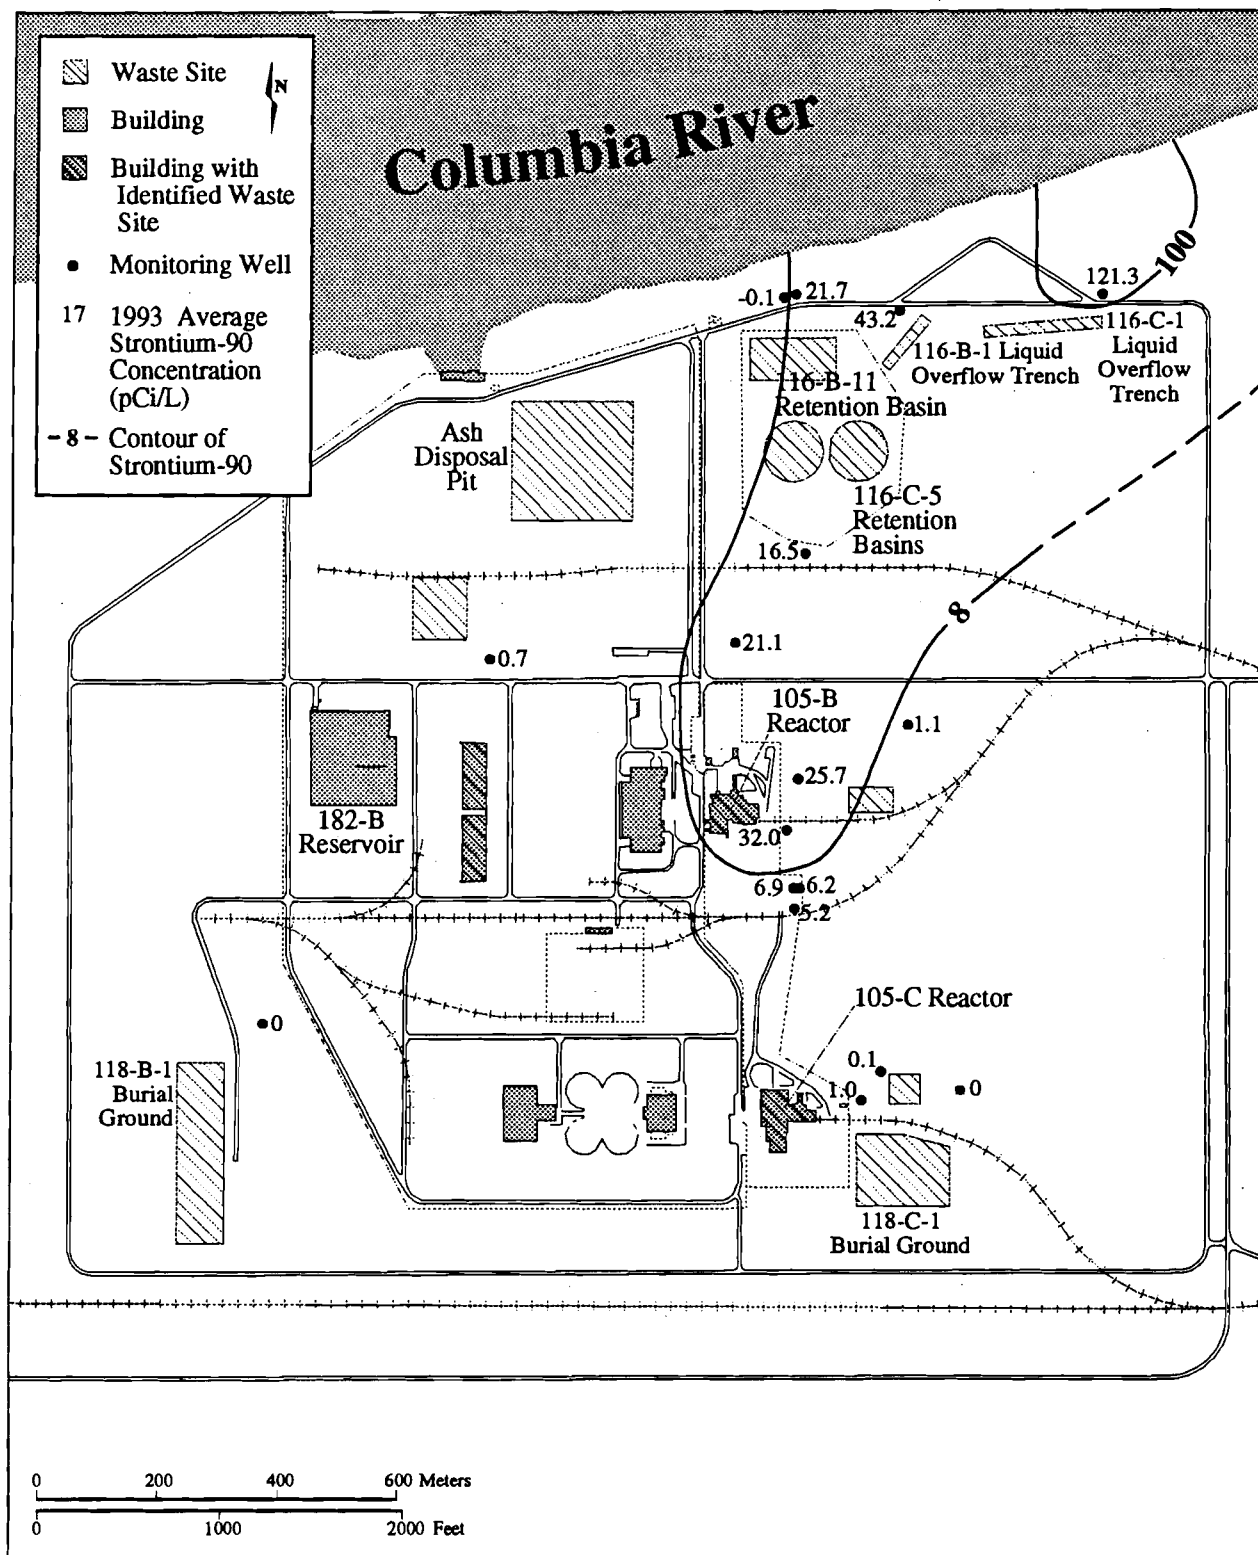 Waste Site
N
Building
Building with
Identified Waste
Site
Monitoring Well
17 1993 Average
Strontium-90
Concentration
(pCi/L)
- 8 - Contour of
Strontium-90
Columbia River
100
121.3
-0.1
21.7
43.2
116-C-1
Liquid
Overflow
Trench
116-B-1 Liquid
Overflow Trench
116-B-11
Retention Basin
Ash
Disposal
Pit
116-C-5
Retention
Basins
16.5
8
21.1
0.7
105-B
Reactor
1.1
25.7
182-B
Reservoir
32.0
6.9
6.2
5.2
105-C Reactor
0
118-B-1
Burial
Ground
0.1
1.0
0
118-C-1
Burial Ground
0 200 400 600 Meters
0 1000 2000 Feet